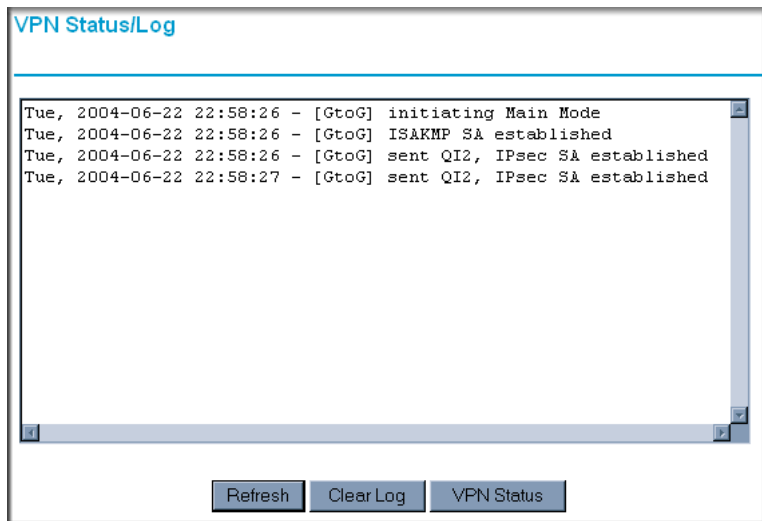 VPN Status/Log
Tue, 2004-06-22 22:58:26 - [GtoG] initiating Main Mode
Tue, 2004-06-22 22:58:26 - [GtoG] ISAKMP SA established
Tue, 2004-06-22 22:58:26 - [GtoG] sent QI2, IPsec SA established
Tue, 2004-06-22 22:58:27 - [GtoG] sent QI2, IPsec SA established
Refresh Clear Log VPN Status